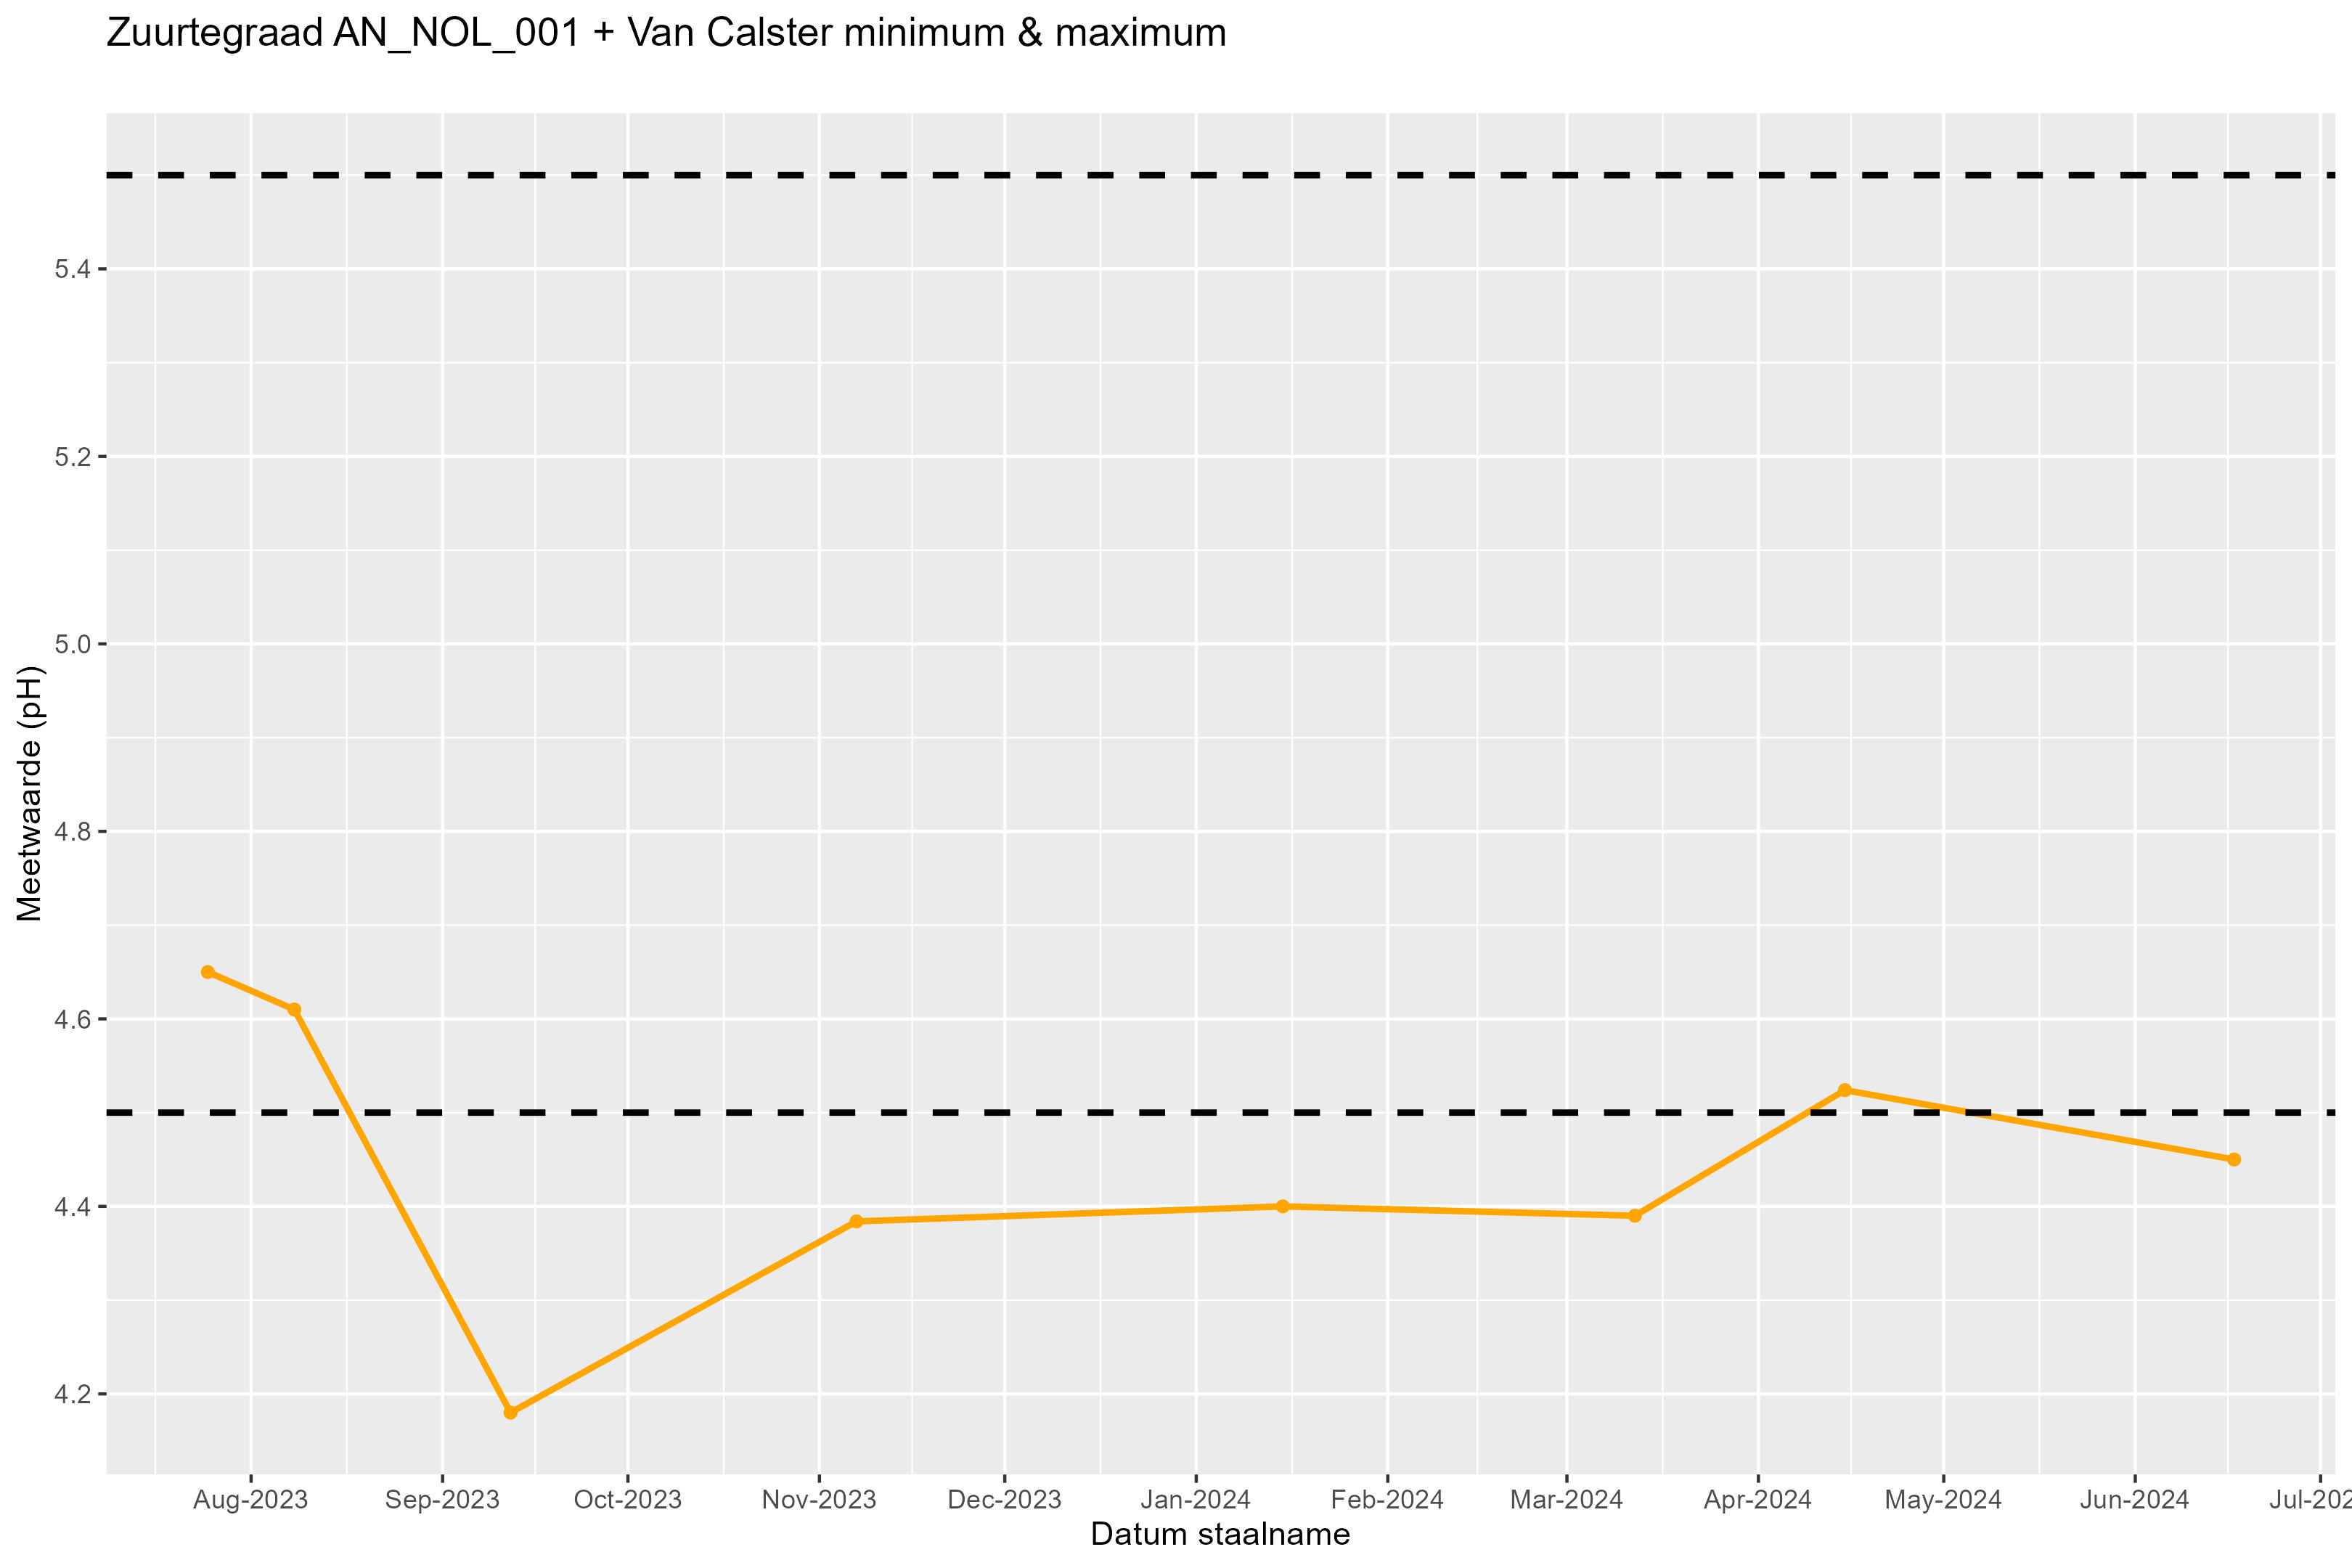 Zuurtegraad AN_NOL_001 + Van Calster minimum & maximum
Meetwaarde (pH)
5.4
5.2
5.0
4.8
4.6
4.4
4.2
Aug-2023 Sep-2023 Oct-2023 Nov-2023 Dec-2023 Jan-2024 Feb-2024 Mar-2024 Apr-2024 May-2024 Jun-2024 Jul-202
Datum staalname